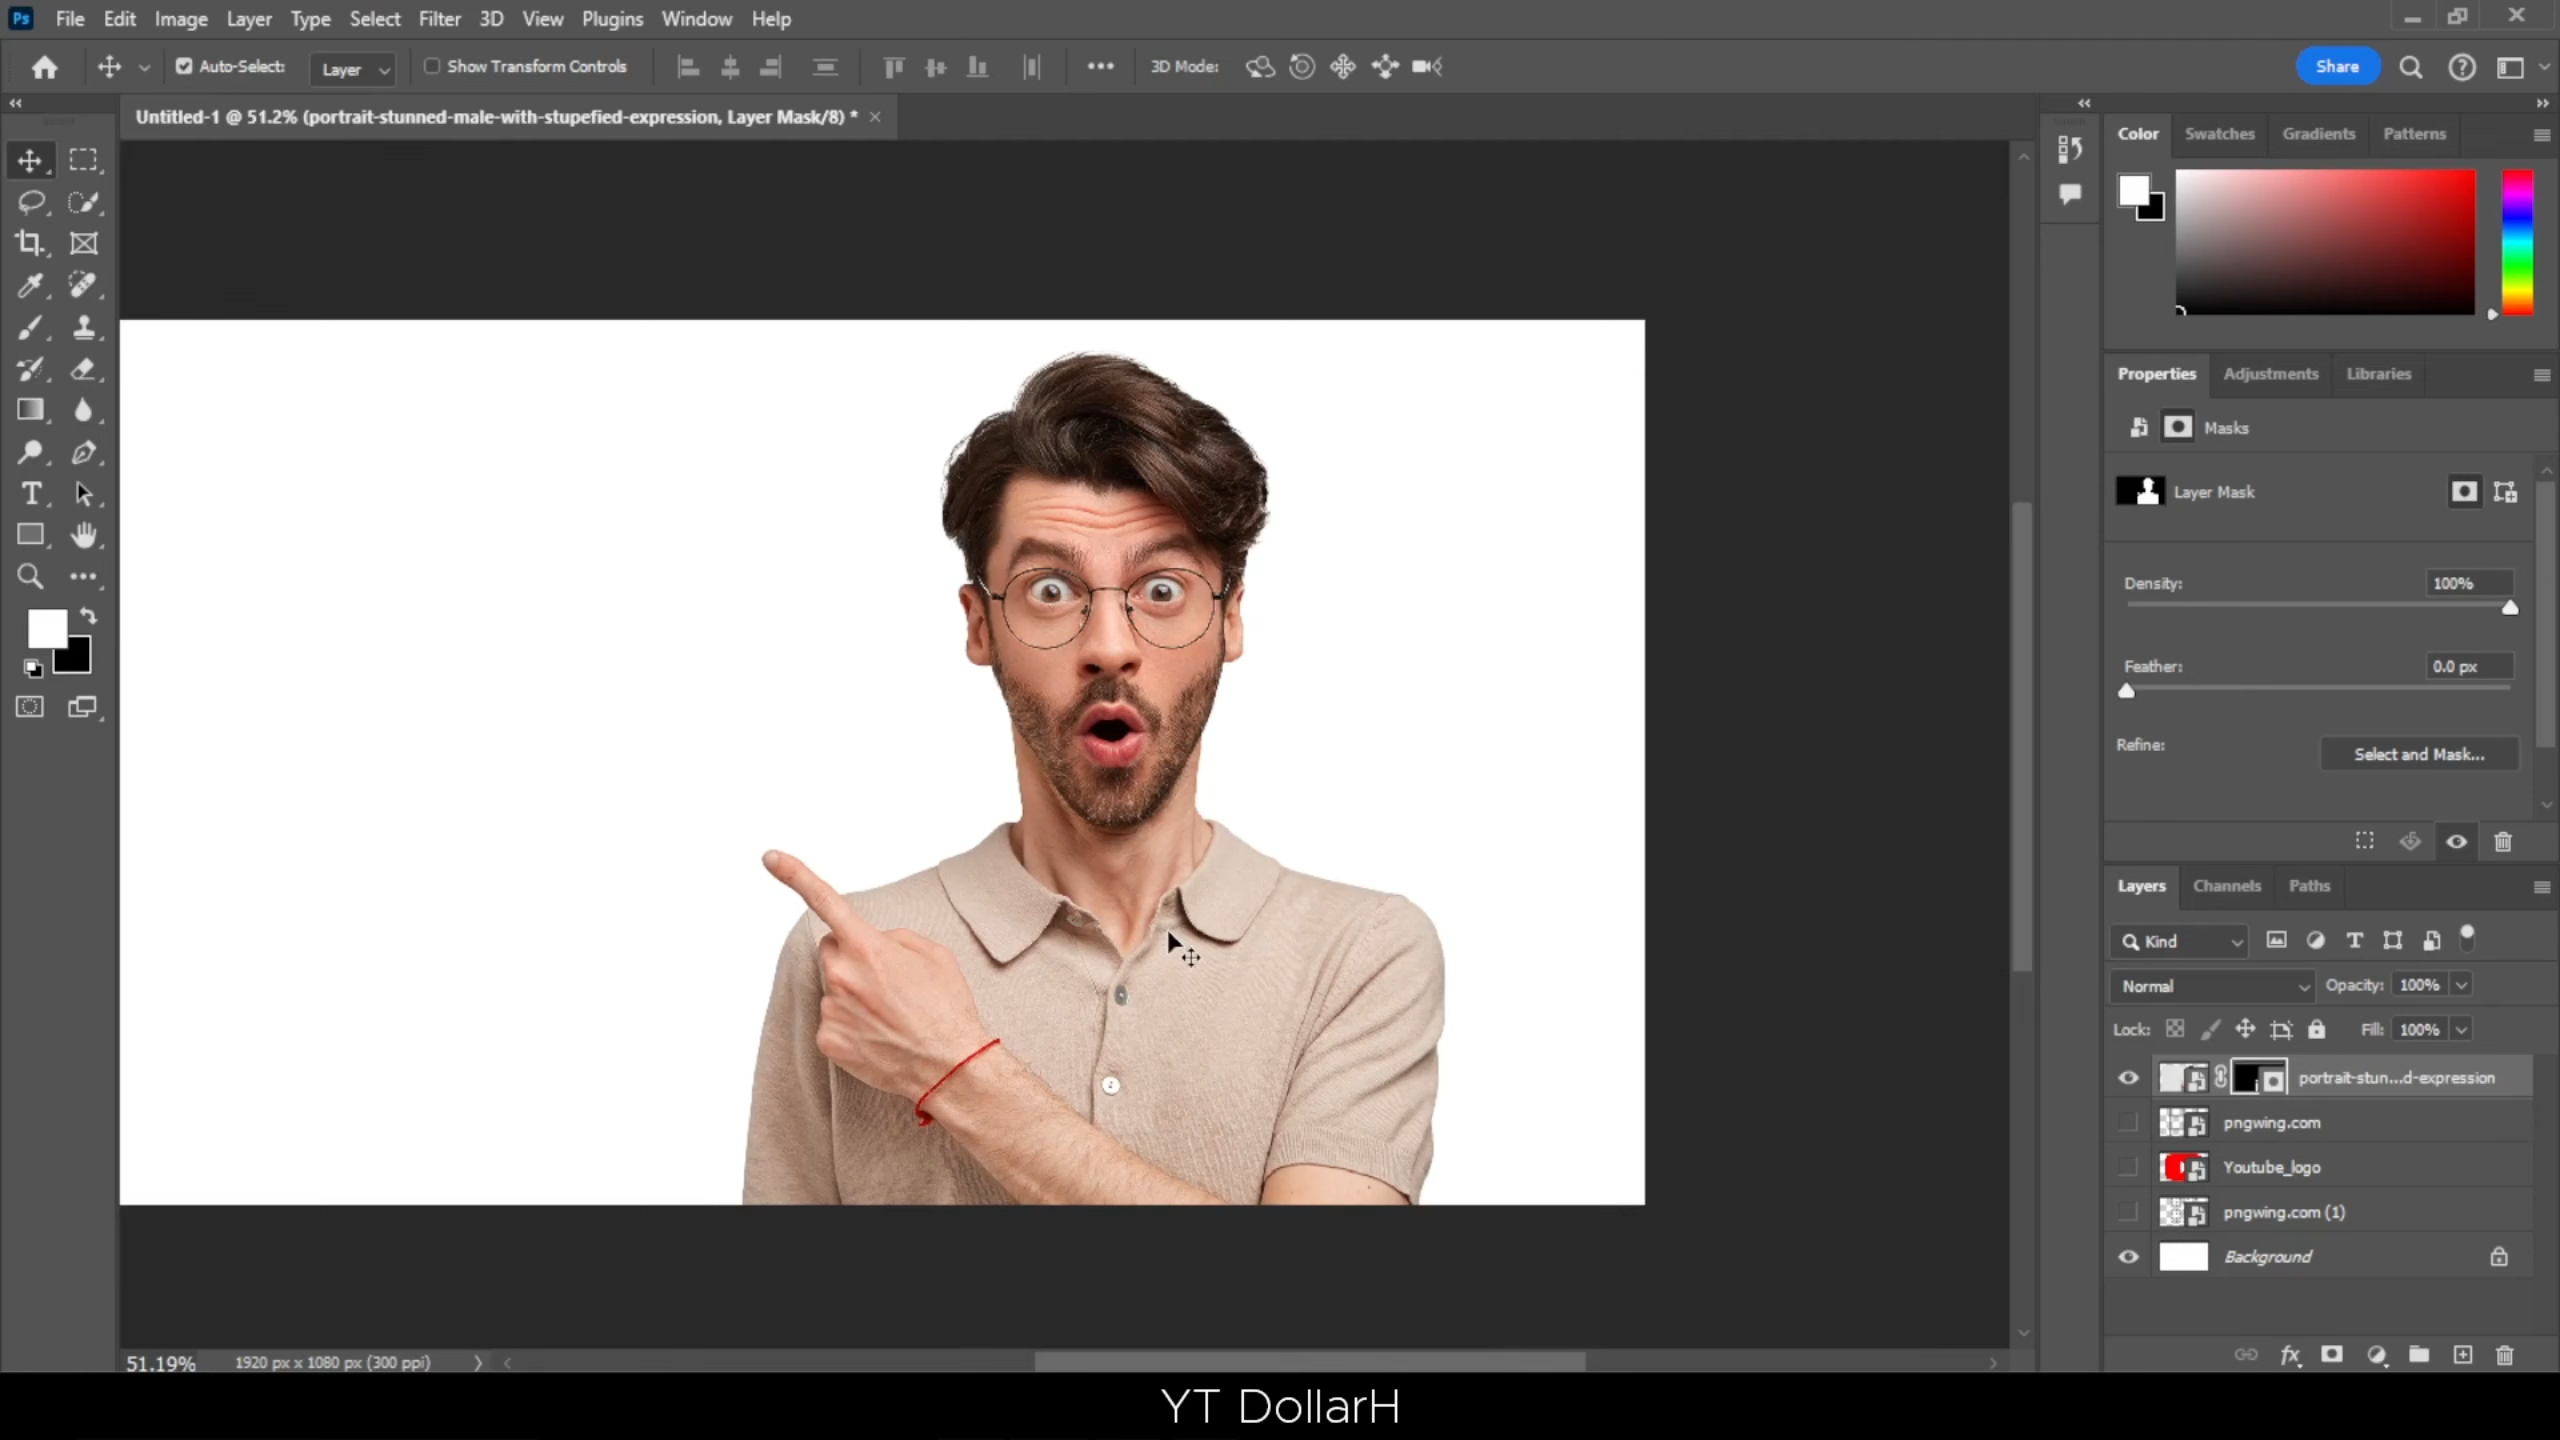 Ps File Edit Image Layer Type Select Filter 3D View Plugins Window Help
Auto-Select: Layer Show Transform Controls 3D Mode: Share
Untitled-1 @ 51.2% (portrait-stunned-male-with-stupefied-expression, Layer Mask/8) *
Color Swatches Gradients Patterns
Properties Adjustments Libraries
Masks
Layer Mask
Density: 100%
Feather: 0.0 px
Refine: Select and Mask...
Layers Channels Paths
Kind
Normal Opacity: 100%
Lock: Fill: 100%
portrait-stun...d-expression
pngwing.com
Youtube_logo
pngwing.com (1)
Background
51.19% 1920 px x 1080 px (300 ppi)
YT DollarH